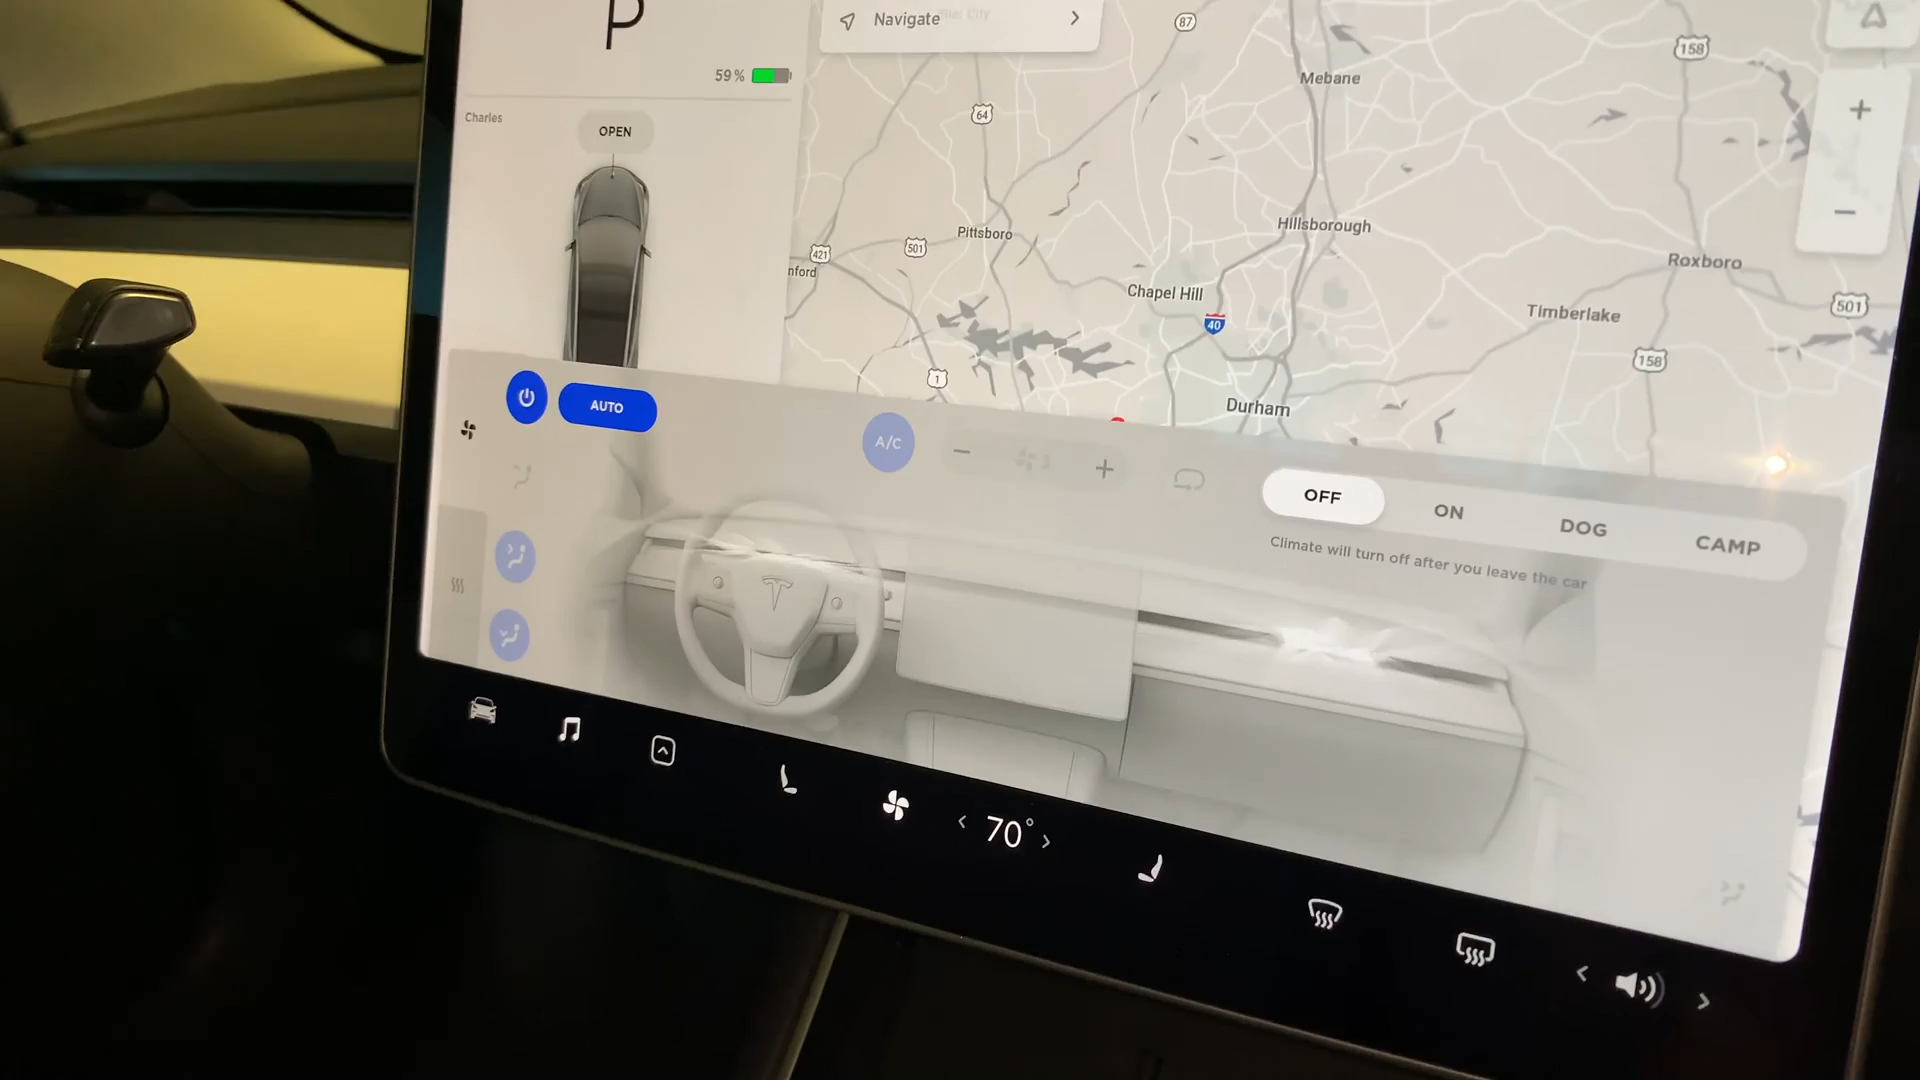 P
Navigate
87
158
59 %
Mebane
64
Charles
OPEN
Hillsborough
Pittsboro
501
421
Roxboro
nford
Chapel Hill
501
Timberlake
40
158
1
Durham
AUTO
A/C
3
OFF
ON
DOG
CAMP
Climate will turn off after you leave the car
70°